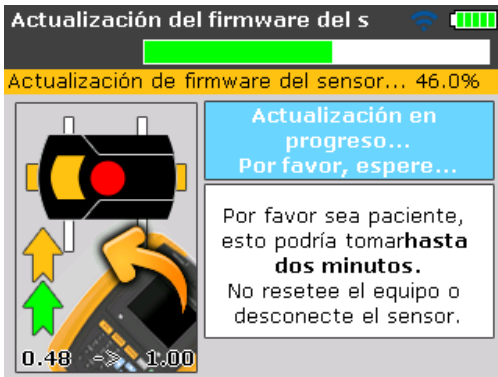 Actualización del firmware del s
Actualización de firmware del sensor... 46.0%
Actualización en
progreso...
Por favor, espere...
Por favor sea paciente,
esto podría tomarhasta
dos minutos.
No resetee el equipo o
desconecte el sensor.
0.48 -> 1.00